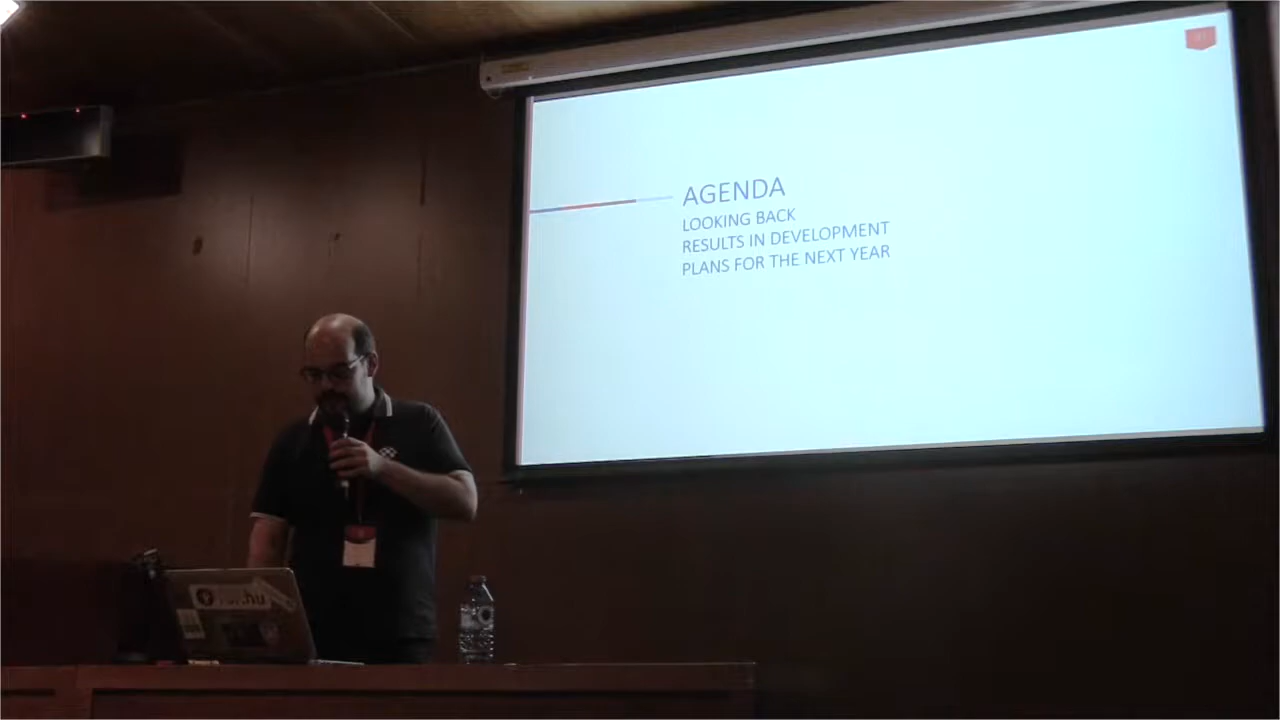 AGENDA
LOOKING BACK
RESULTS IN DEVELOPMENT
PLANS FOR THE NEXT YEAR